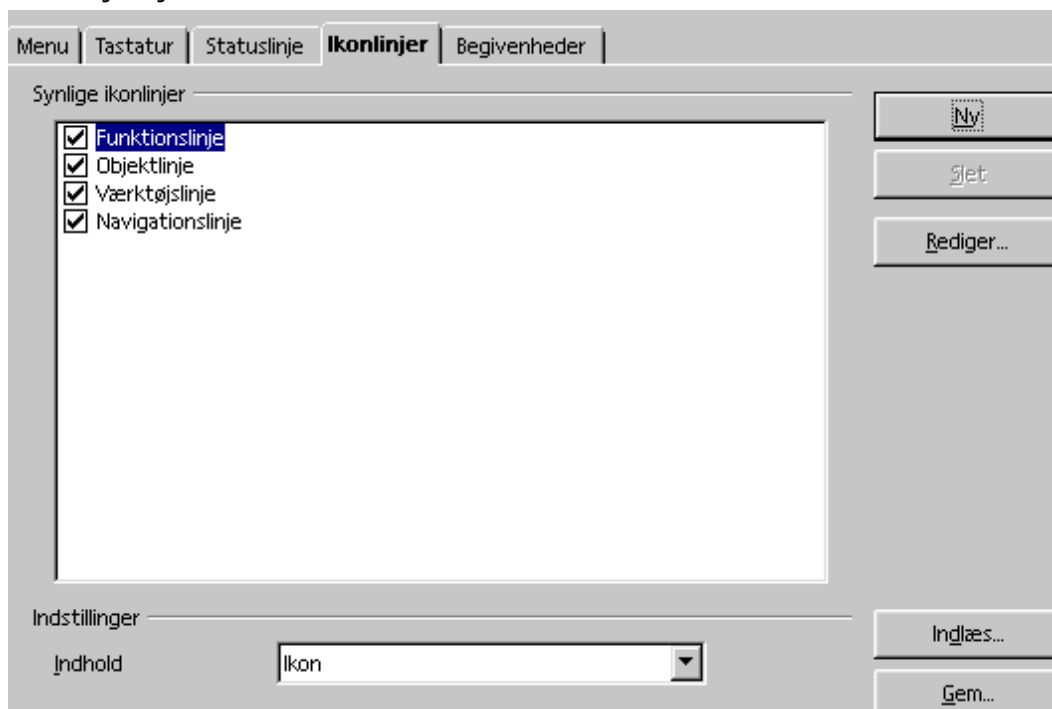 Menu Tastatur Statuslinje Ikonlinjer Begivenheder
Synlige ikonlinjer
Funktionslinje
Objektlinje
Værktøjslinje
Navigationslinje
Ny
Slet
Rediger...
Indstillinger
Indhold Ikon
Indlæs...
Gem...